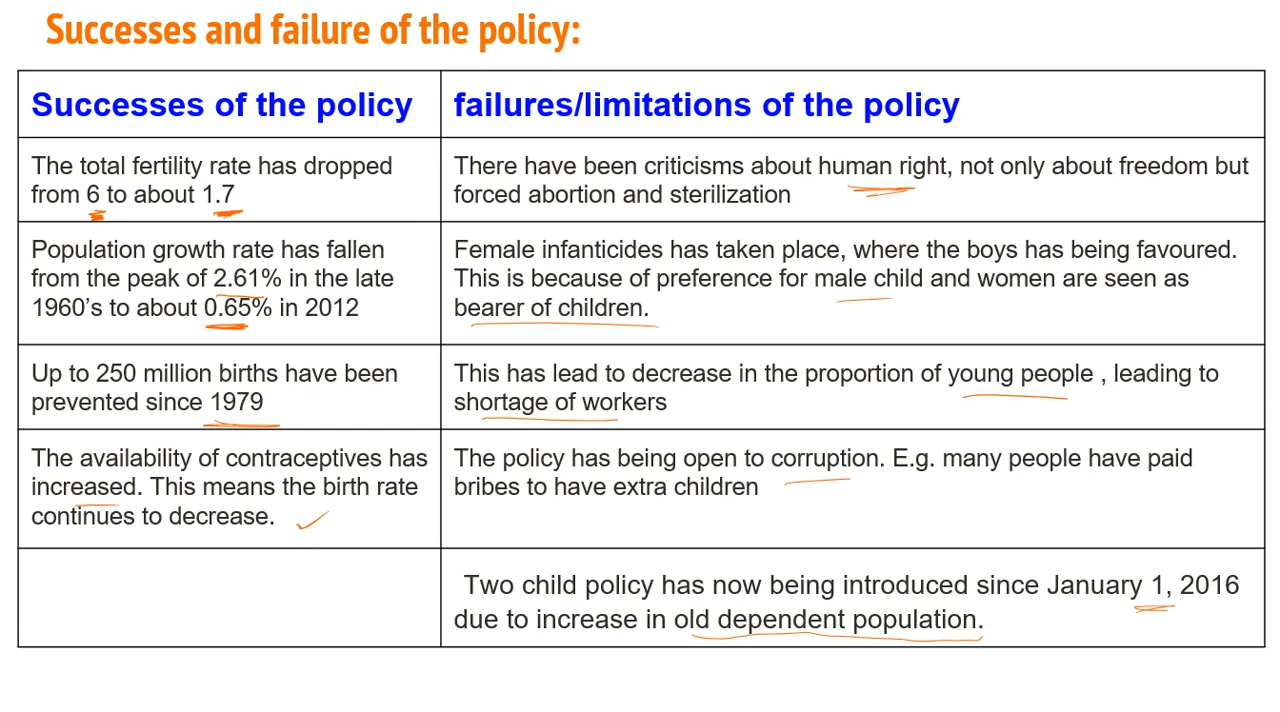 Successes and failure of the policy:
Successes of the policy
failures/limitations of the policy
The total fertility rate has dropped
from 6 to about 1.7
There have been criticisms about human right, not only about freedom but
forced abortion and sterilization
Population growth rate has fallen
from the peak of 2.61% in the late
1960’s to about 0.65% in 2012
Female infanticides has taken place, where the boys has being favoured.
This is because of preference for male child and women are seen as
bearer of children.
Up to 250 million births have been
prevented since 1979
This has lead to decrease in the proportion of young people , leading to
shortage of workers
The availability of contraceptives has
increased. This means the birth rate
continues to decrease.
The policy has being open to corruption. E.g. many people have paid
bribes to have extra children
Two child policy has now being introduced since January 1, 2016
due to increase in old dependent population.